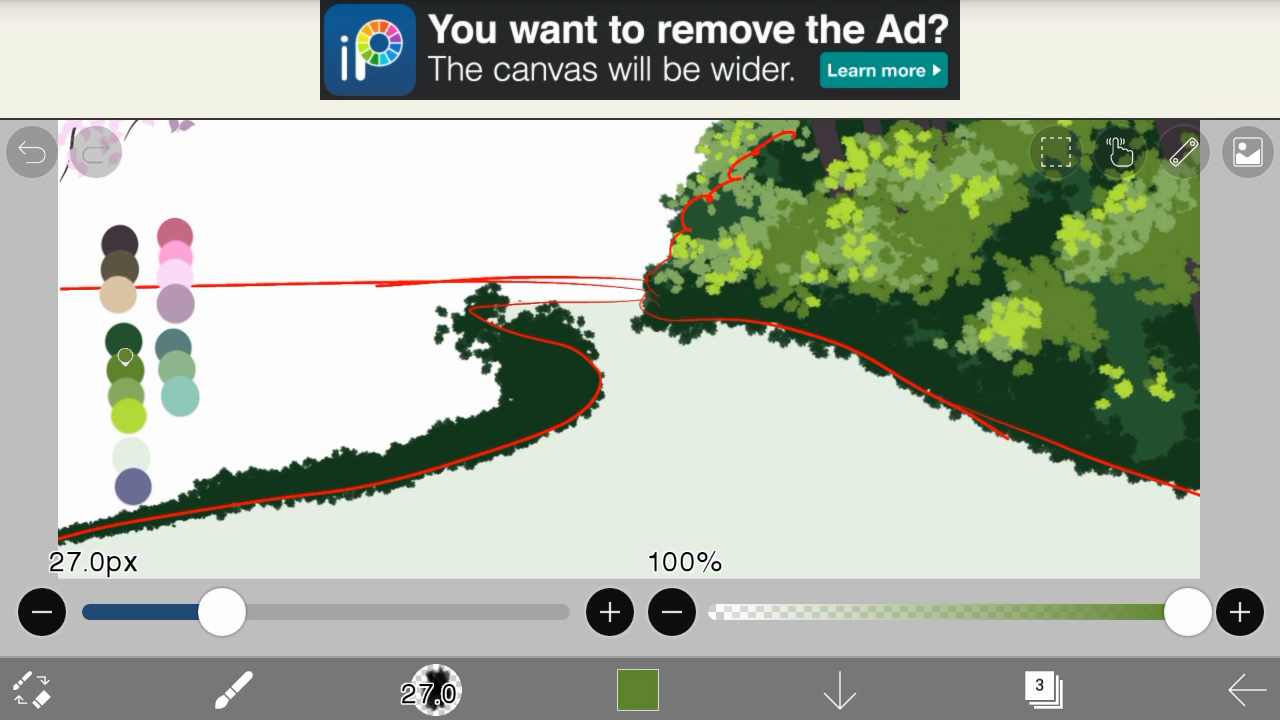 iP
You want to remove the Ad?
The canvas will be wider.
Learn more
27.0px
100%
27.0
3